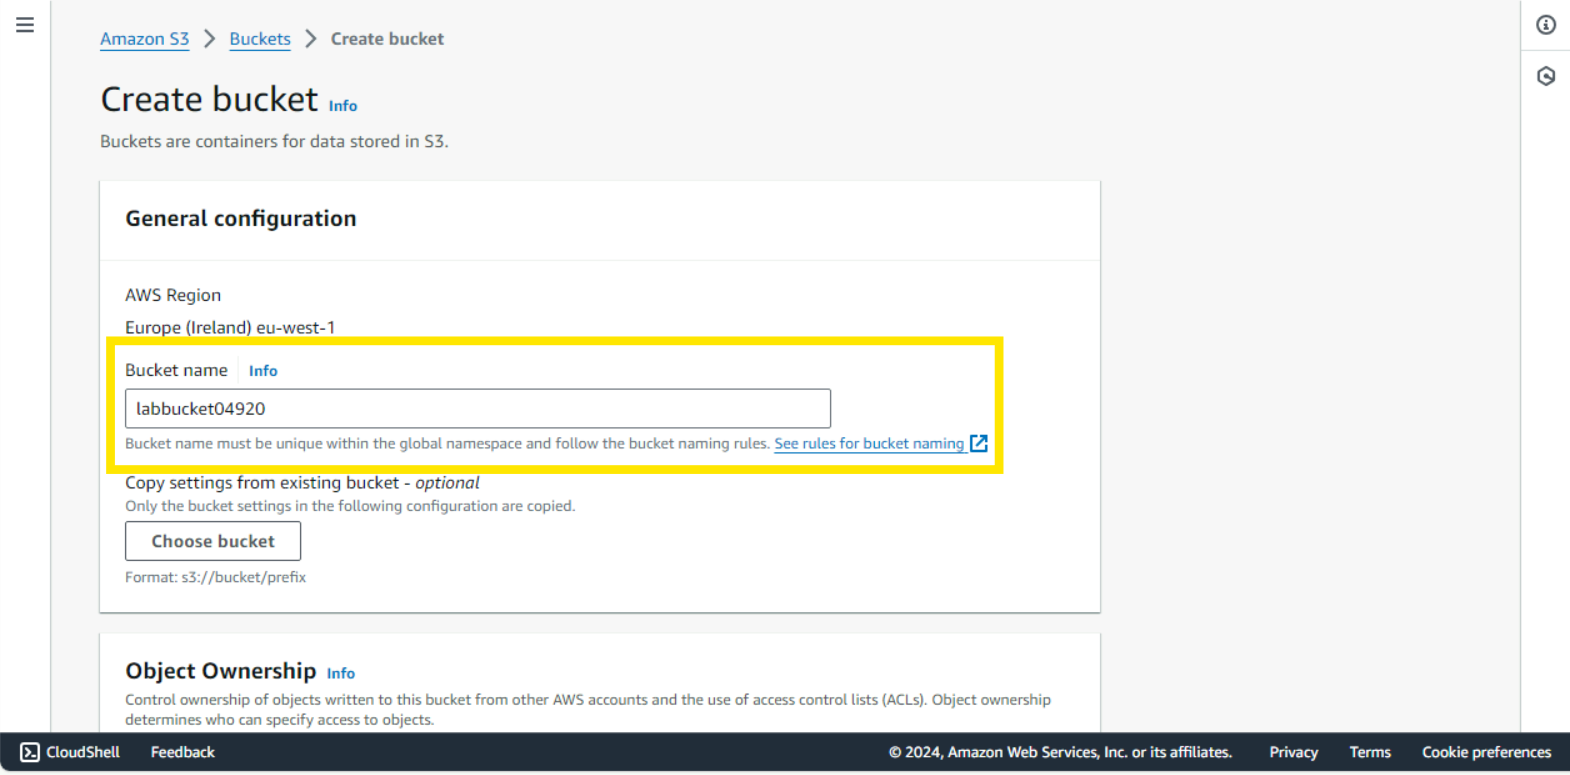 Amazon S3 > Buckets > Create bucket
Create bucket Info
Buckets are containers for data stored in S3.
General configuration
AWS Region
Europe (Ireland) eu-west-1
Bucket name Info
labbucket04920
Bucket name must be unique within the global namespace and follow the bucket naming rules. See rules for bucket naming
Copy settings from existing bucket - optional
Only the bucket settings in the following configuration are copied.
Choose bucket
Format: s3://bucket/prefix
Object Ownership Info
Control ownership of objects written to this bucket from other AWS accounts and the use of access control lists (ACLs). Object ownership
determines who can specify access to objects.
CloudShell Feedback © 2024, Amazon Web Services, Inc. or its affiliates. Privacy Terms Cookie preferences